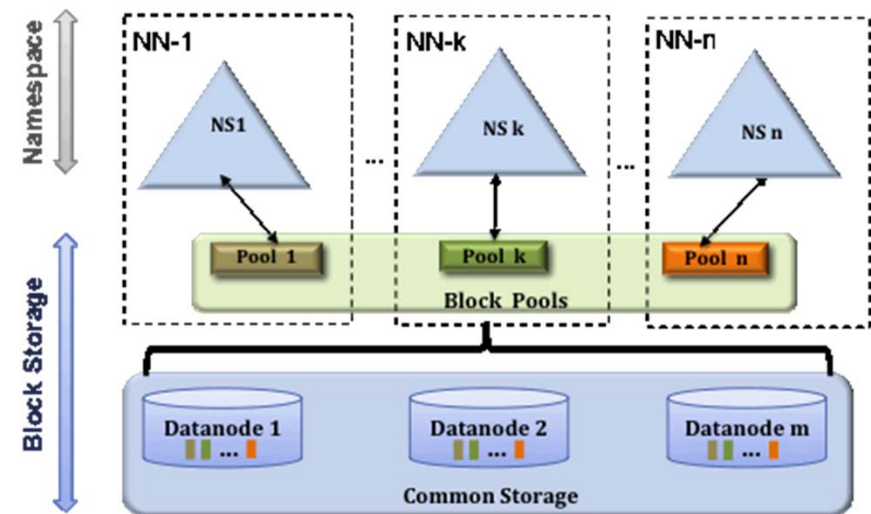 Namespace
NN-1
NN-k
NN-n
NS1
NS k
NS n
...
...
Block Storage
Pool 1
Pool k
Pool n
Block Pools
Datanode 1
...
Datanode 2
...
Datanode m
...
Common Storage